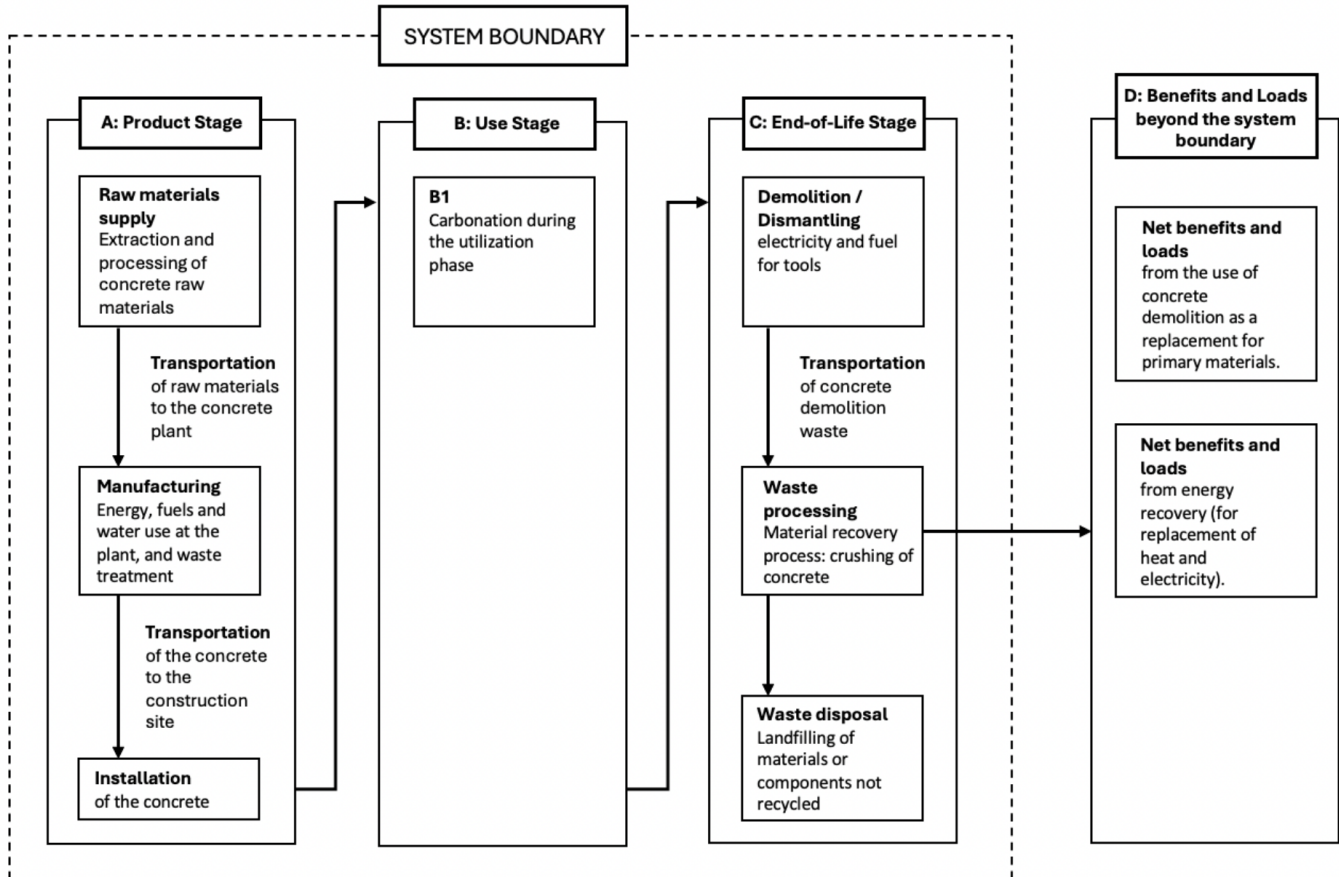 SYSTEM BOUNDARY
A: Product Stage
Raw materials
supply
Extraction and
processing of
concrete raw
materials
Transportation
of raw materials
to the concrete
plant
Manufacturing
Energy, fuels and
water use at the
plant, and waste
treatment
Transportation
of the concrete
to the
construction
site
Installation
of the concrete
B: Use Stage
B1
Carbonation during
the utilization
phase
C: End-of-Life Stage
Demolition /
Dismantling
electricity and fuel
for tools
Transportation
of concrete
demolition
waste
Waste
processing
Material recovery
process: crushing of
concrete
Waste disposal
Landfilling of
materials or
components not
recycled
D: Benefits and Loads
beyond the system
boundary
Net benefits and
loads
from the use of
concrete
demolition as a
replacement for
primary materials.
Net benefits and
loads
from energy
recovery (for
replacement of
heat and
electricity).